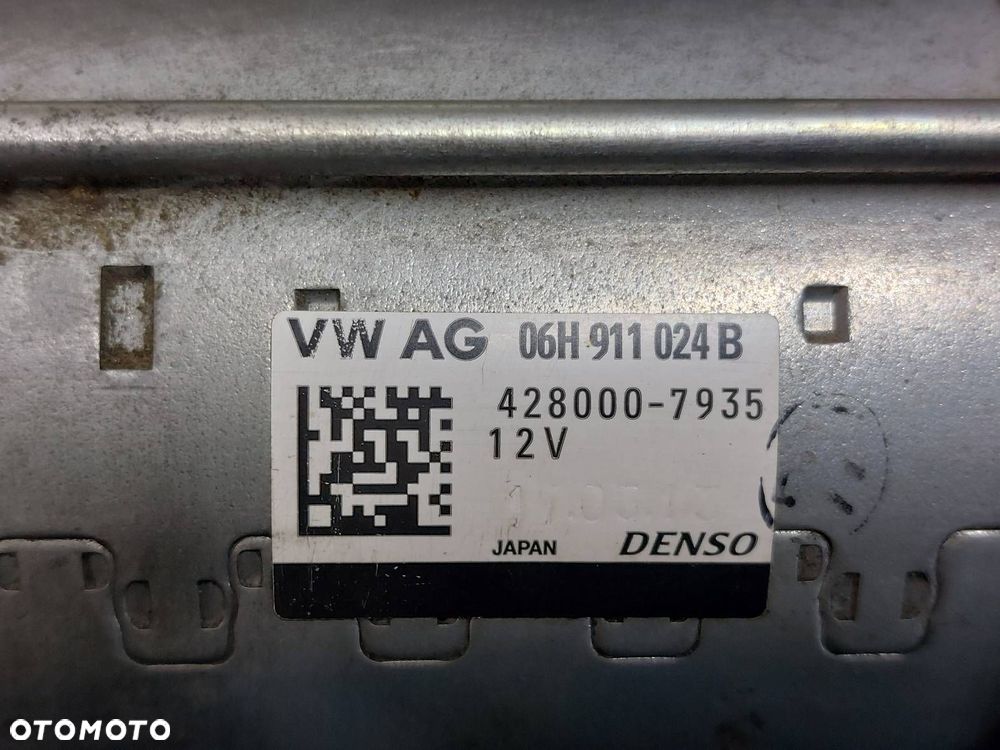 VW AG 06H 911 024 B
428000-7935
12V
JAPAN DENSO
OTOMOTO